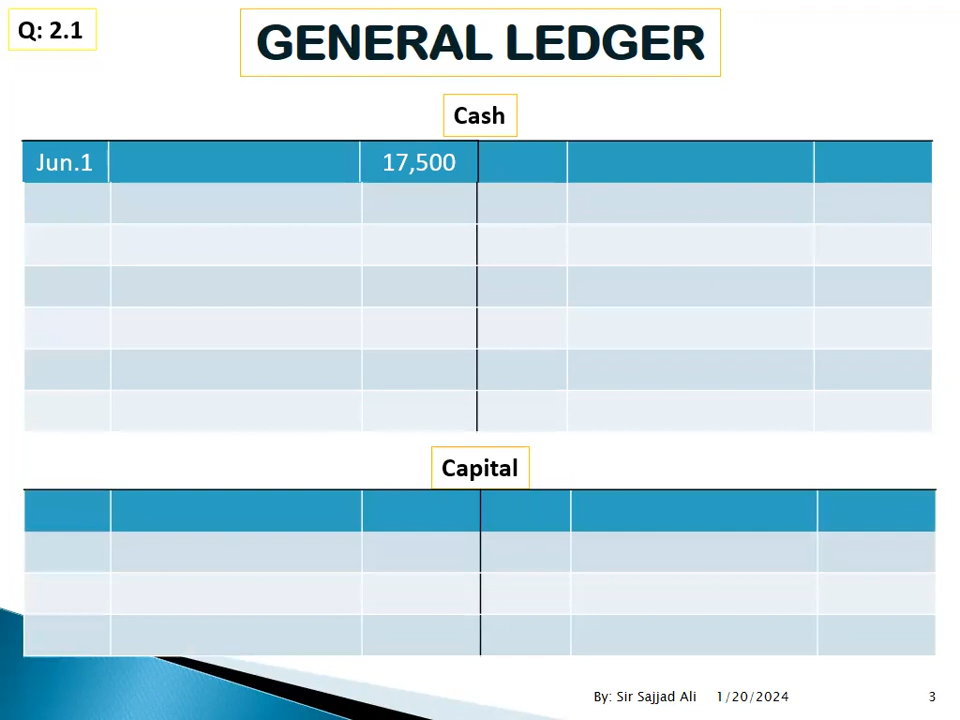 Q: 2.1
GENERAL LEDGER
Cash
Jun.1 17,500
Capital
By: Sir Sajjad Ali 1/20/2024 3